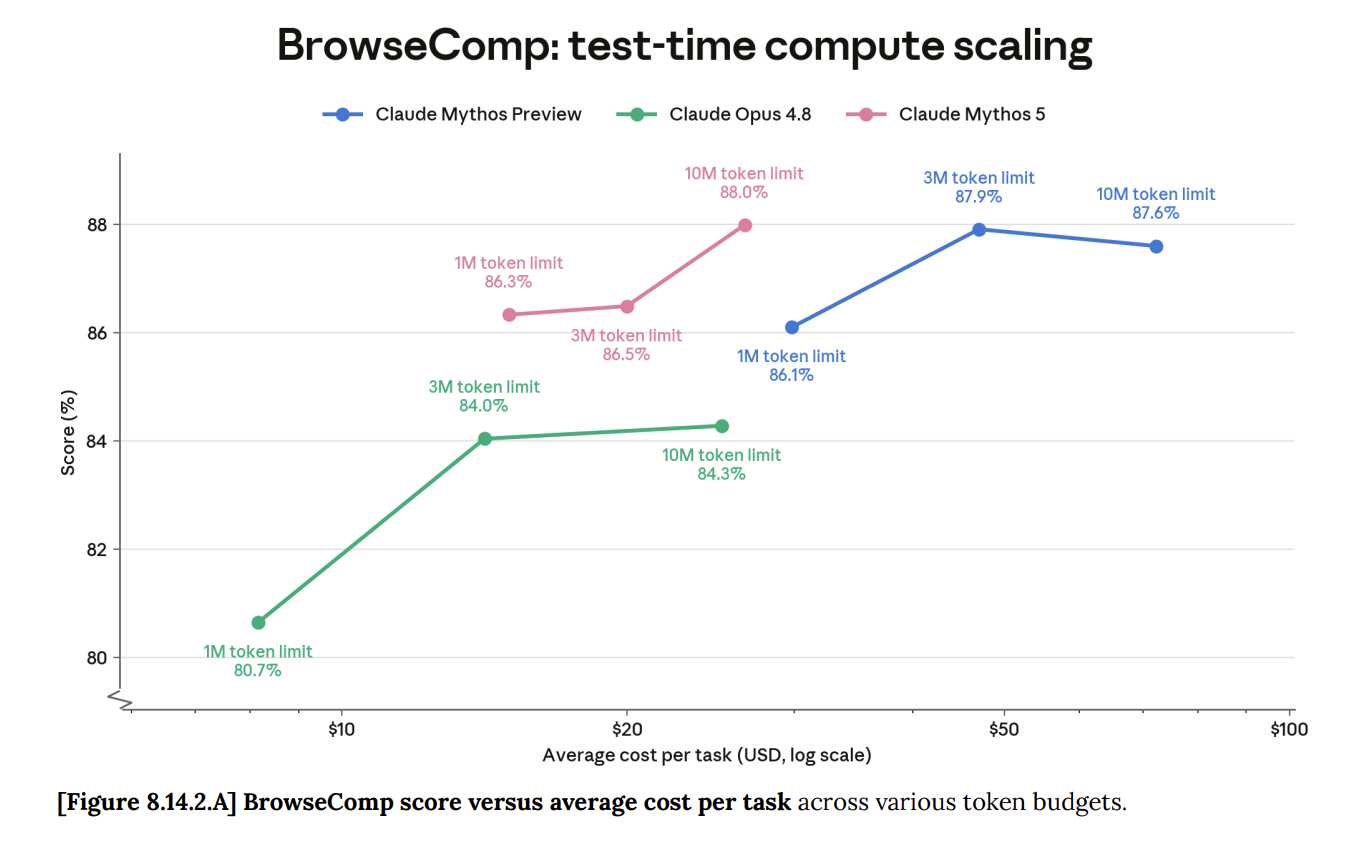 BrowseComp: test-time compute scaling
Claude Mythos Preview
Claude Opus 4.8
Claude Mythos 5
10M token limit
88.0%
3M token limit
87.9%
10M token limit
87.6%
88
1M token limit
86.3%
86
3M token limit
86.5%
1M token limit
86.1%
3M token limit
84.0%
84
10M token limit
84.3%
Score (%)
82
80
1M token limit
80.7%
$10
$20
$50
$100
Average cost per task (USD, log scale)
[Figure 8.14.2.A] BrowseComp score versus average cost per task across various token budgets.